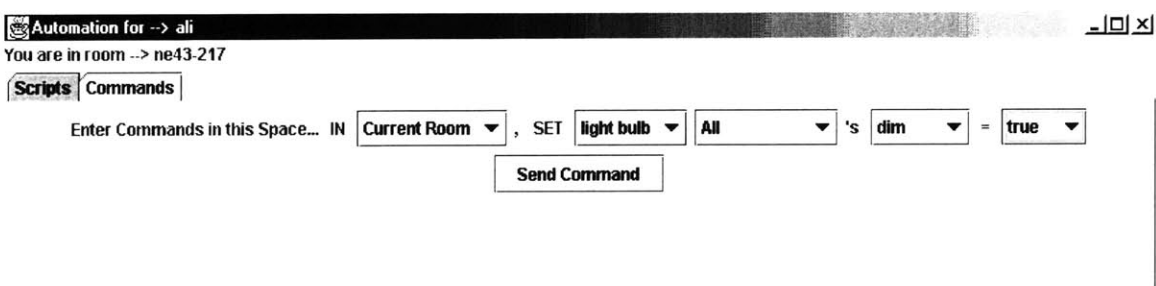 Automation for --> ali
You are in room --> ne43-217
Scripts Commands
Enter Commands in this Space... IN Current Room , SET light bulb All 's dim = true
Send Command